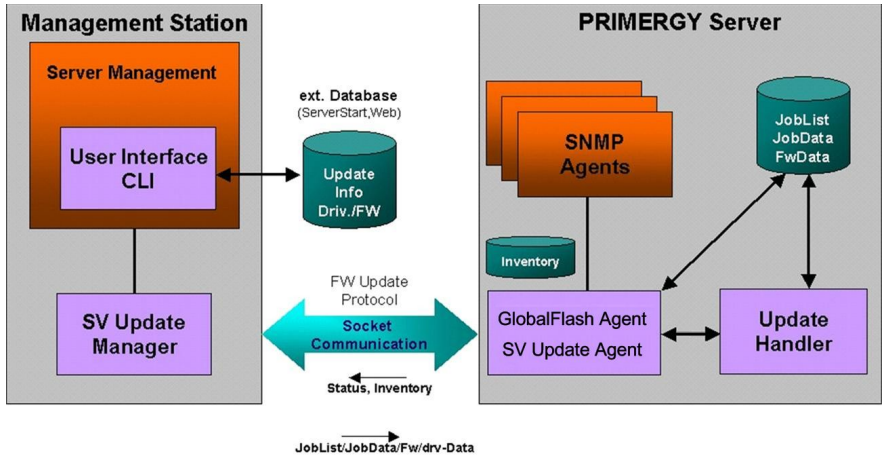 Management Station
Server Management
User Interface
CLI
SV Update
Manager
ext. Database
(ServerStart,Web)
Update
Info
Driv./FW
FW Update
Protocol
Socket
Communication
Status, Inventory
JobList/JobData/Fw/drv-Data
PRIMERGY Server
SNMP
Agents
JobList
JobData
FwData
Inventory
GlobalFlash Agent
SV Update Agent
Update
Handler